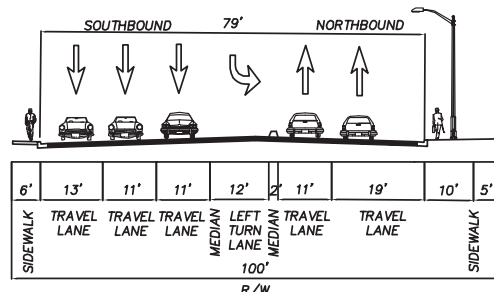 SOUTHBOUND 79' NORTHBOUND
6' 13' 11' 11' 12' 2' 11' 19' 10' 5'
SIDEWALK
TRAVEL
LANE
TRAVEL
LANE
TRAVEL
LANE
MEDIAN
LEFT
TURN
LANE
MEDIAN
TRAVEL
LANE
TRAVEL
LANE
SIDEWALK
100'
R/W